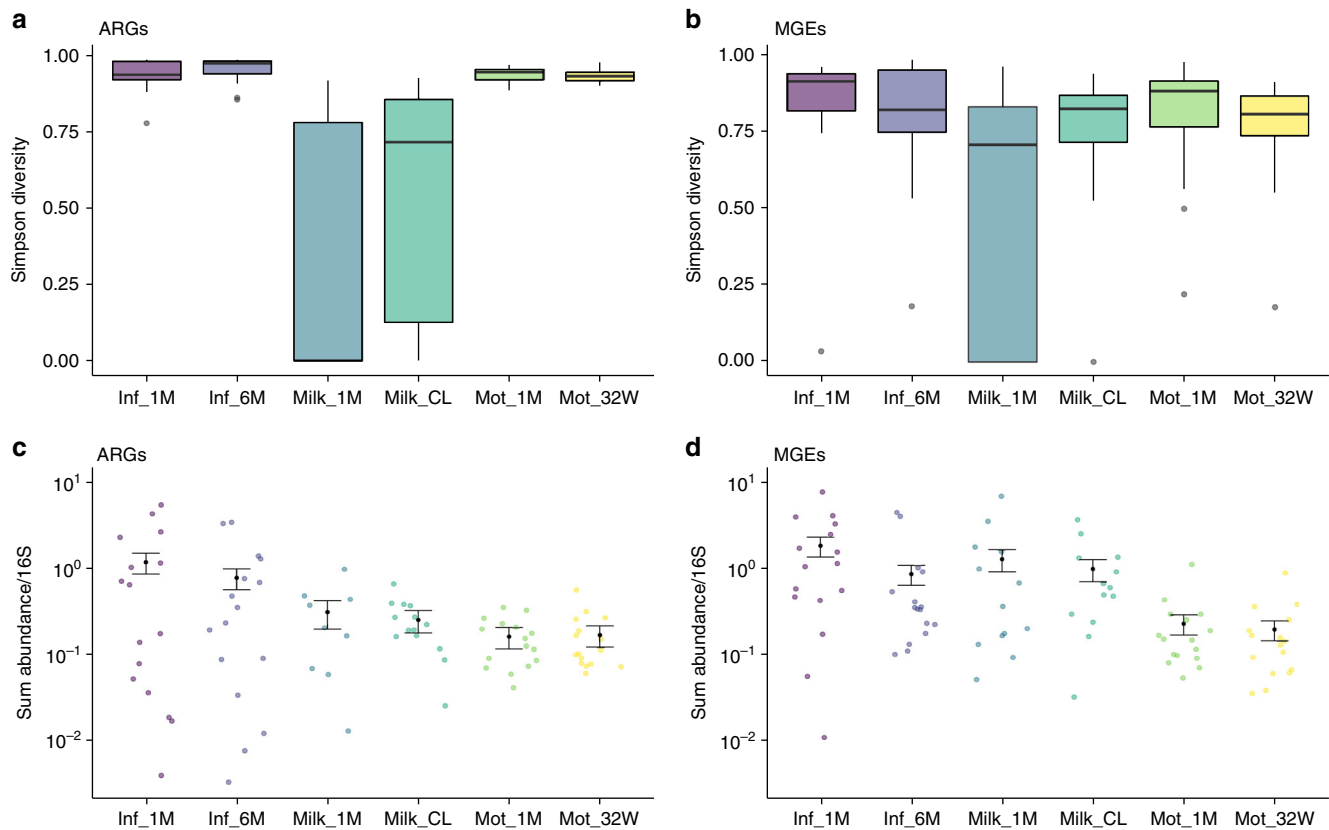 a
ARGs
Simpson diversity
1.00
0.75
0.50
0.25
0.00
Inf_1M Inf_6M Milk_1M Milk_CL Mot_1M Mot_32W
b
MGEs
Simpson diversity
1.00
0.75
0.50
0.25
0.00
Inf_1M Inf_6M Milk_1M Milk_CL Mot_1M Mot_32W
c
ARGs
Sum abundance/16S
10¹
10⁰
10⁻¹
10⁻²
Inf_1M Inf_6M Milk_1M Milk_CL Mot_1M Mot_32W
d
MGEs
Sum abundance/16S
10¹
10⁰
10⁻¹
10⁻²
Inf_1M Inf_6M Milk_1M Milk_CL Mot_1M Mot_32W